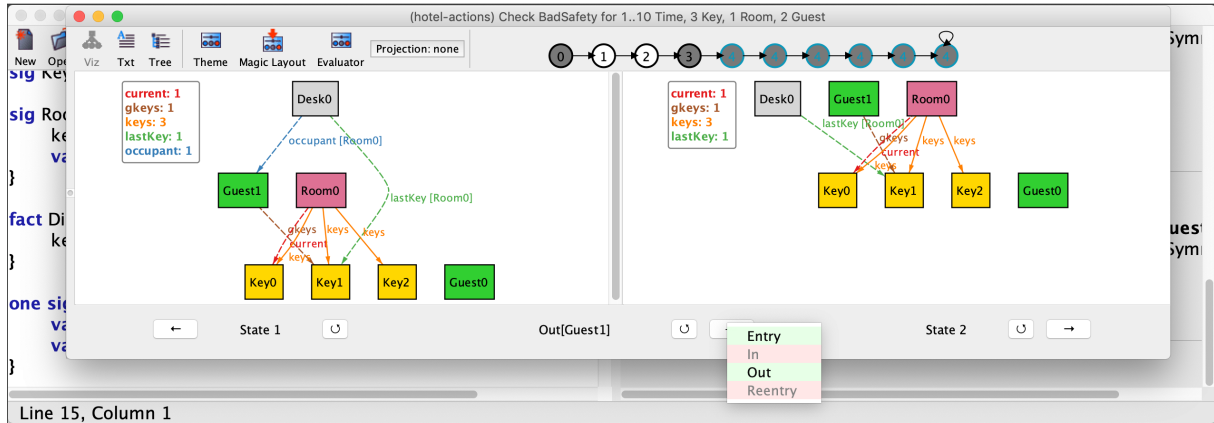 (hotel-actions) Check BadSafety for 1..10 Time, 3 Key, 1 Room, 2 Guest
New
Viz
Txt
Tree
Theme
Magic Layout
Evaluator
Projection: none
0
1
2
3
sig
sig
}
fact
}
one
}
current: 1
gkeys: 1
keys: 3
lastKey: 1
occupant: 1
Desk0
occupant [Room0]
Guest1
Room0
lastKey [Room0]
gkeys
keys
keys
current
keys
Key0
Key1
Key2
Guest0
current: 1
gkeys: 1
keys: 3
lastKey: 1
Desk0
Guest1
Room0
lastKey [Room0]
gkeys
keys
keys
current
keys
Key0
Key1
Key2
Guest0
←
State 1
Out[Guest1]
State 2
→
Entry
In
Out
Reentry
Line 15, Column 1